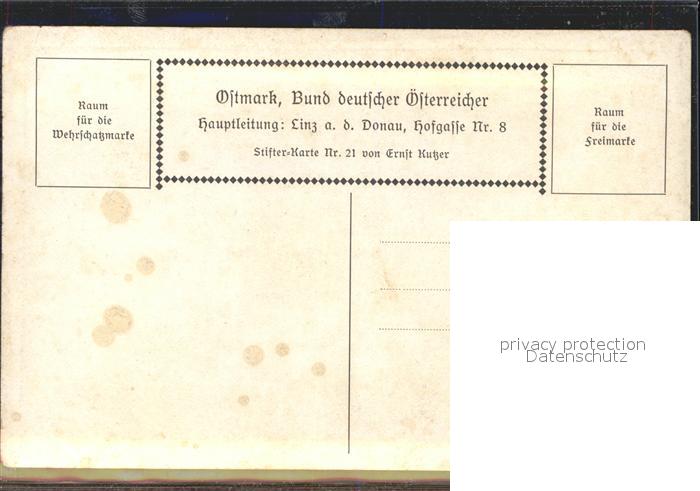 Raum
für die
Wehrschatzmarke
Ostmark, Bund deutscher Österreicher
Hauptleitung: Linz a. d. Donau, Hofgasse Nr. 8
Stifter=Karte Nr. 21 von Ernst Kutzer
Raum
für die
Freimarke
privacy protection
Datenschutz